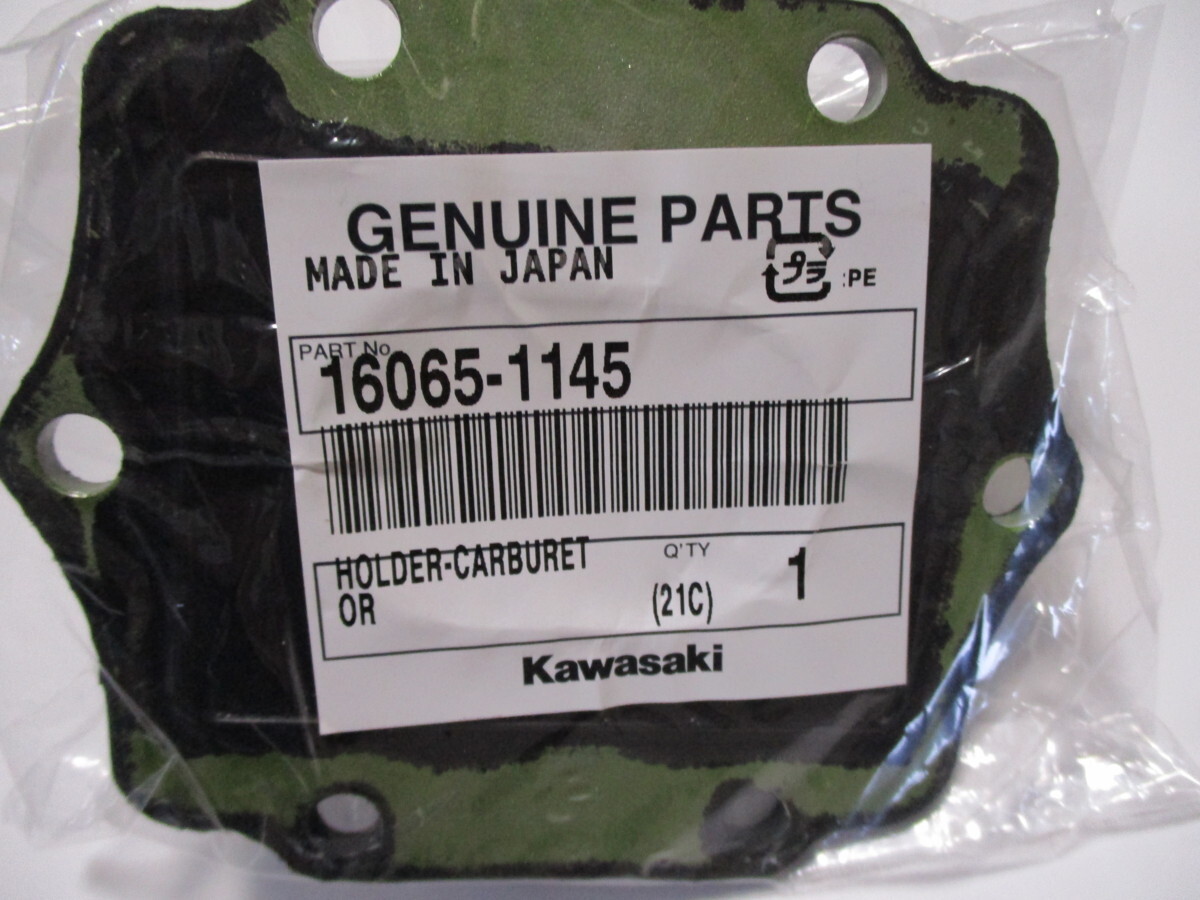 GENUINE PARTS
MADE IN JAPAN
プラ :PE
PART No.
16065-1145
HOLDER-CARBURET
OR
Q'TY
(21C)
1
Kawasaki